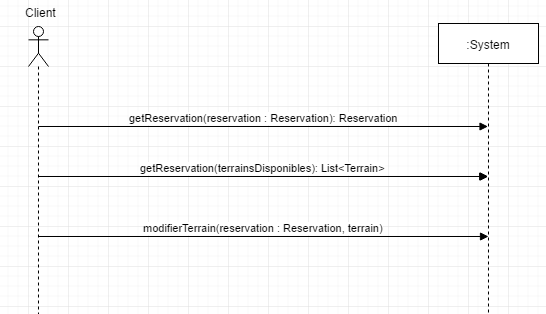 Client
:System
getReservation(reservation : Reservation): Reservation
getReservation(terrainsDisponibles): List<Terrain>
modifierTerrain(reservation : Reservation, terrain)